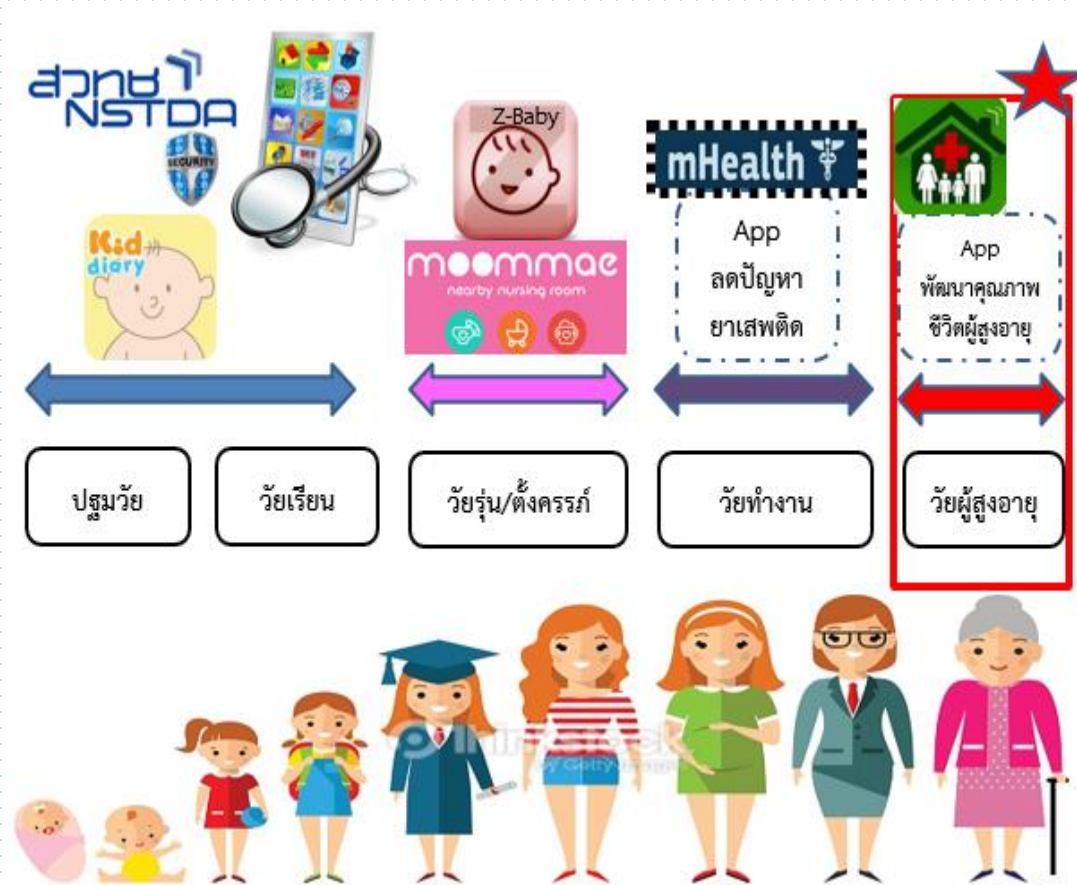 สวทช
NSTDA
SECURITY
Kid
diary
Z-Baby
moommae
nearby nursing room
mHealth
App
ลดปัญหา
ยาเสพติด
App
พัฒนาคุณภาพ
ชีวิตผู้สูงอายุ
ปฐมวัย
วัยเรียน
วัยรุ่น/ตั้งครรภ์
วัยทำงาน
วัยผู้สูงอายุ
Thinkstock
by Getty Images